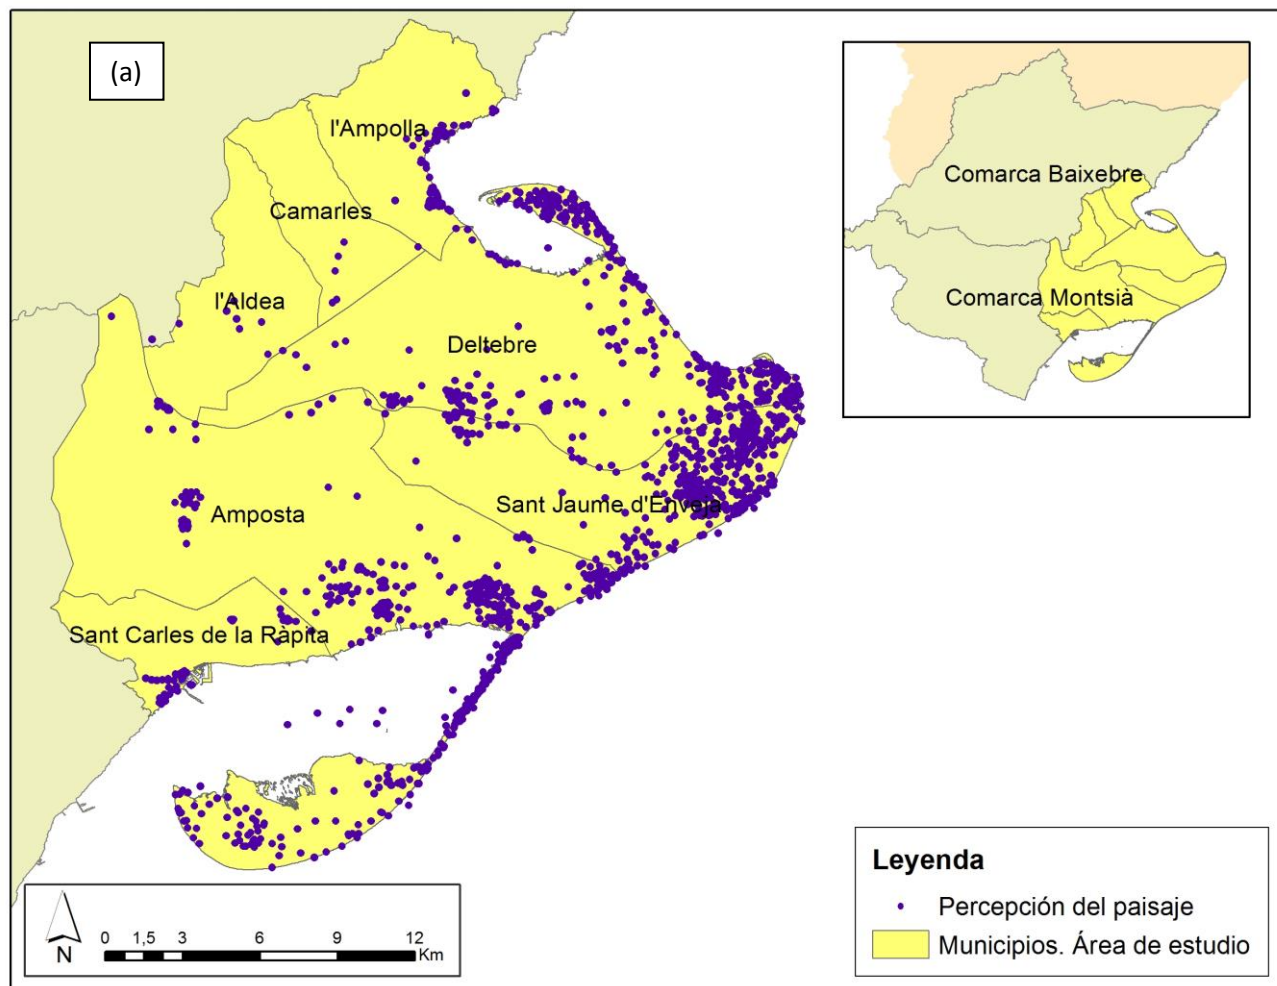 (a)
l'Ampolla
Camarles
l'Aldea
Deltebre
Sant Jaume d'Enveja
Amposta
Sant Carles de la Ràpita
Comarca Baixebre
Comarca Montsià
N
0 1,5 3 6 9 12
Km
Leyenda
Percepción del paisaje
Municipios. Área de estudio